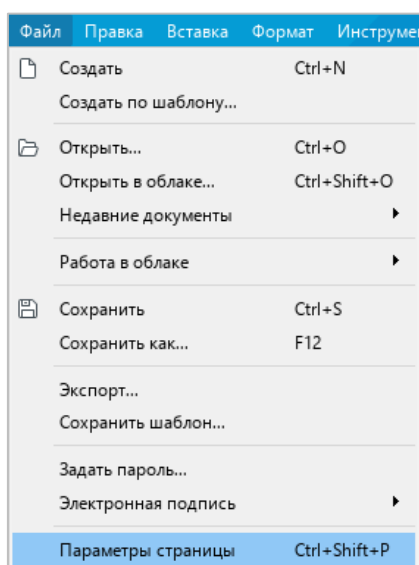 Файл Правка Вставка Формат Инструме
Создать Ctrl+N
Создать по шаблону...
Открыть... Ctrl+O
Открыть в облаке... Ctrl+Shift+O
Недавние документы
Работа в облаке
Сохранить Ctrl+S
Сохранить как... F12
Экспорт...
Сохранить шаблон...
Задать пароль...
Электронная подпись
Параметры страницы Ctrl+Shift+P